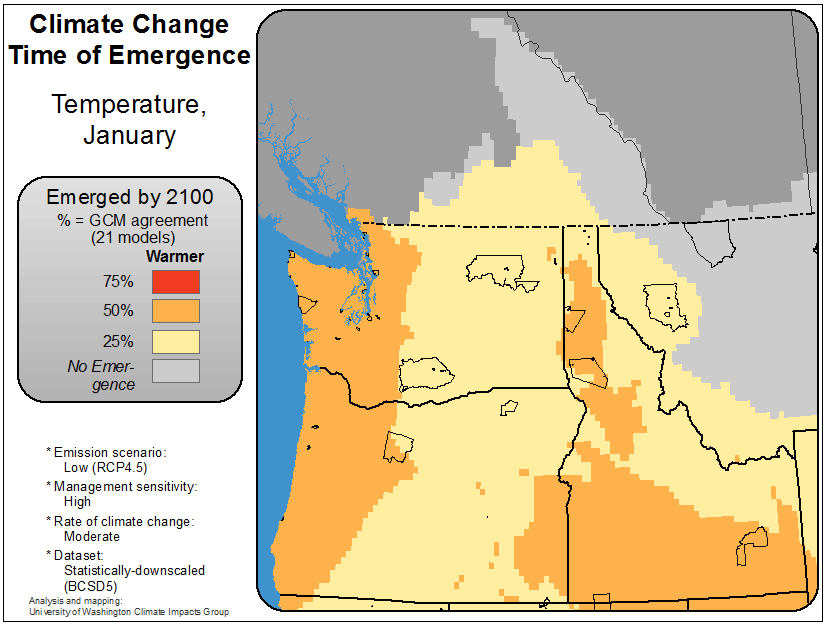 Climate Change
Time of Emergence
Temperature,
January
Emerged by 2100
% = GCM agreement
(21 models)
Warmer
75%
50%
25%
No Emer-
gence
* Emission scenario:
Low (RCP4.5)
* Management sensitivity:
High
* Rate of climate change:
Moderate
* Dataset:
Statistically-downscaled
(BCSD5)
Analysis and mapping:
University of Washington Climate Impacts Group